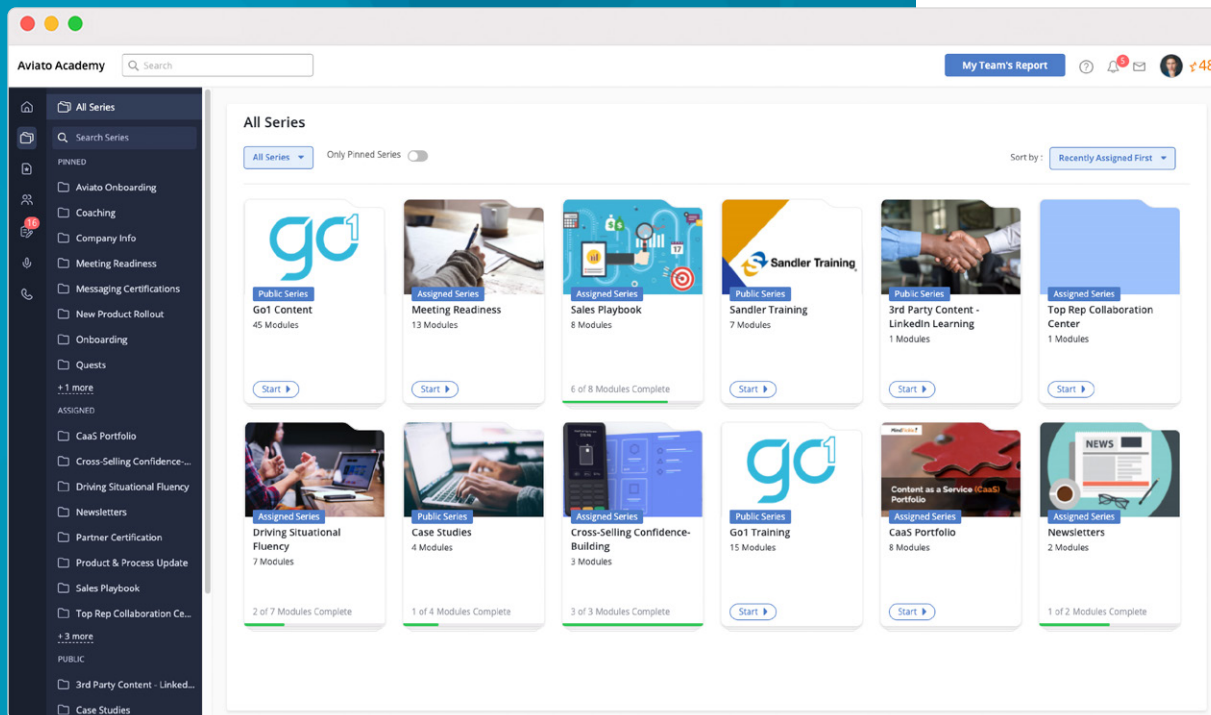 Aviato Academy
Search
My Team's Report
5
48
All Series
Search Series
PINNED
Aviato Onboarding
Coaching
Company Info
Meeting Readiness
Messaging Certifications
New Product Rollout
Onboarding
Quests
+ 1 more
ASSIGNED
CaaS Portfolio
Cross-Selling Confidence-...
Driving Situational Fluency
Newsletters
Partner Certification
Product & Process Update
Sales Playbook
Top Rep Collaboration Ce...
+ 3 more
PUBLIC
3rd Party Content - Linked...
Case Studies
16
All Series
All Series
Only Pinned Series
Sort by :
Recently Assigned First
go1
Public Series
Go1 Content
45 Modules
Start
Assigned Series
Meeting Readiness
13 Modules
Start
17
Assigned Series
Sales Playbook
8 Modules
6 of 8 Modules Complete
Sandler Training
Public Series
Sandler Training
7 Modules
Start
Public Series
3rd Party Content -
LinkedIn Learning
1 Modules
Start
Assigned Series
Top Rep Collaboration
Center
1 Modules
Start
Assigned Series
Driving Situational
Fluency
7 Modules
2 of 7 Modules Complete
Public Series
Case Studies
4 Modules
1 of 4 Modules Complete
Assigned Series
Cross-Selling Confidence-
Building
3 Modules
3 of 3 Modules Complete
go1
Public Series
Go1 Training
15 Modules
Start
Content as a Service (CaaS)
Portfolio
Assigned Series
CaaS Portfolio
8 Modules
Start
NEWS
Assigned Series
Newsletters
2 Modules
1 of 2 Modules Complete